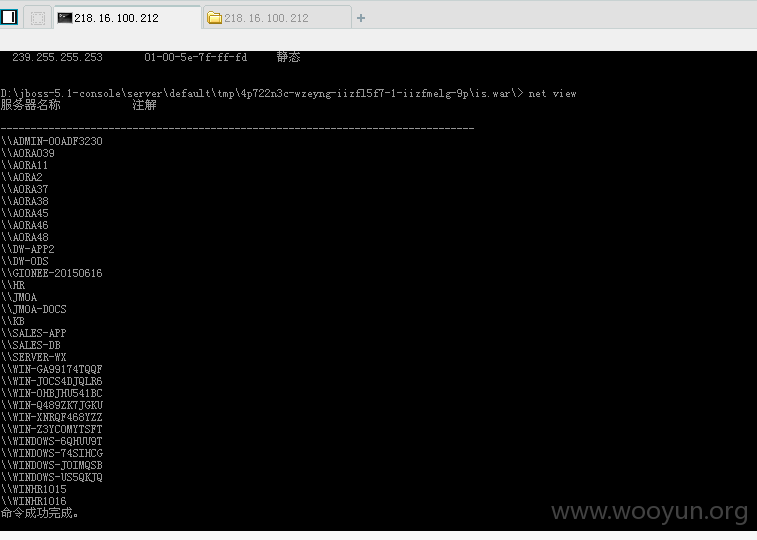 218.16.100.212
218.16.100.212
239.255.255.253 01-00-5e-7f-ff-fd 静态
D:\jboss-5.1-console\server\default\tmp\4p722n3c-wzeyng-iizfl5f7-1-iizfmelg-9p\is.war\> net view
服务器名称 注解
-------------------------------------------------------------------------------
\\ADMIN-00ADF3230
\\AORA039
\\AORA11
\\AORA2
\\AORA37
\\AORA38
\\AORA45
\\AORA46
\\AORA48
\\DW-APP2
\\DW-ODS
\\GIONEE-20150616
\\HR
\\JMOA
\\JMOA-DOCS
\\KB
\\SALES-APP
\\SALES-DB
\\SERVER-WX
\\WIN-GA99174TQQF
\\WIN-JOCS4DJQLR6
\\WIN-OHBJHU541BC
\\WIN-Q489ZK7JGKU
\\WIN-XNRQF468YZZ
\\WIN-Z3YCOMYTSFT
\\WINDOWS-6QHUU9T
\\WINDOWS-74SIHCG
\\WINDOWS-JOIMQSB
\\WINDOWS-US5QKJQ
\\WINHR1015
\\WINHR1016
命令成功完成。
www.wooyun.org